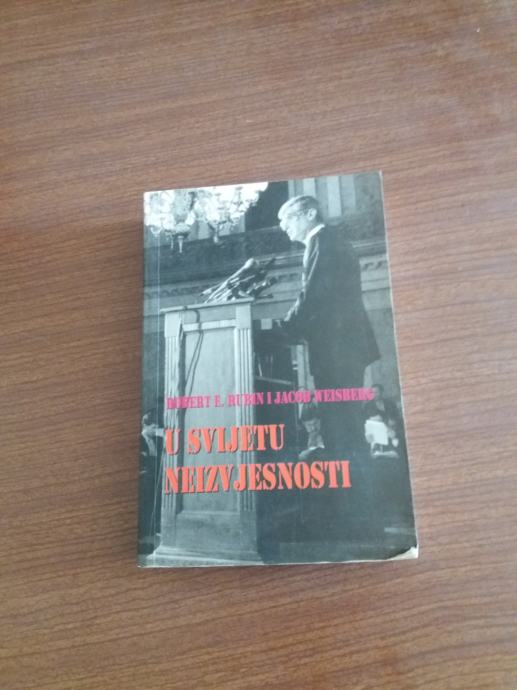 ROBERT E. RUBIN I JACOB WEISBERG
U SVIJETU
NEIZVJESNOSTI